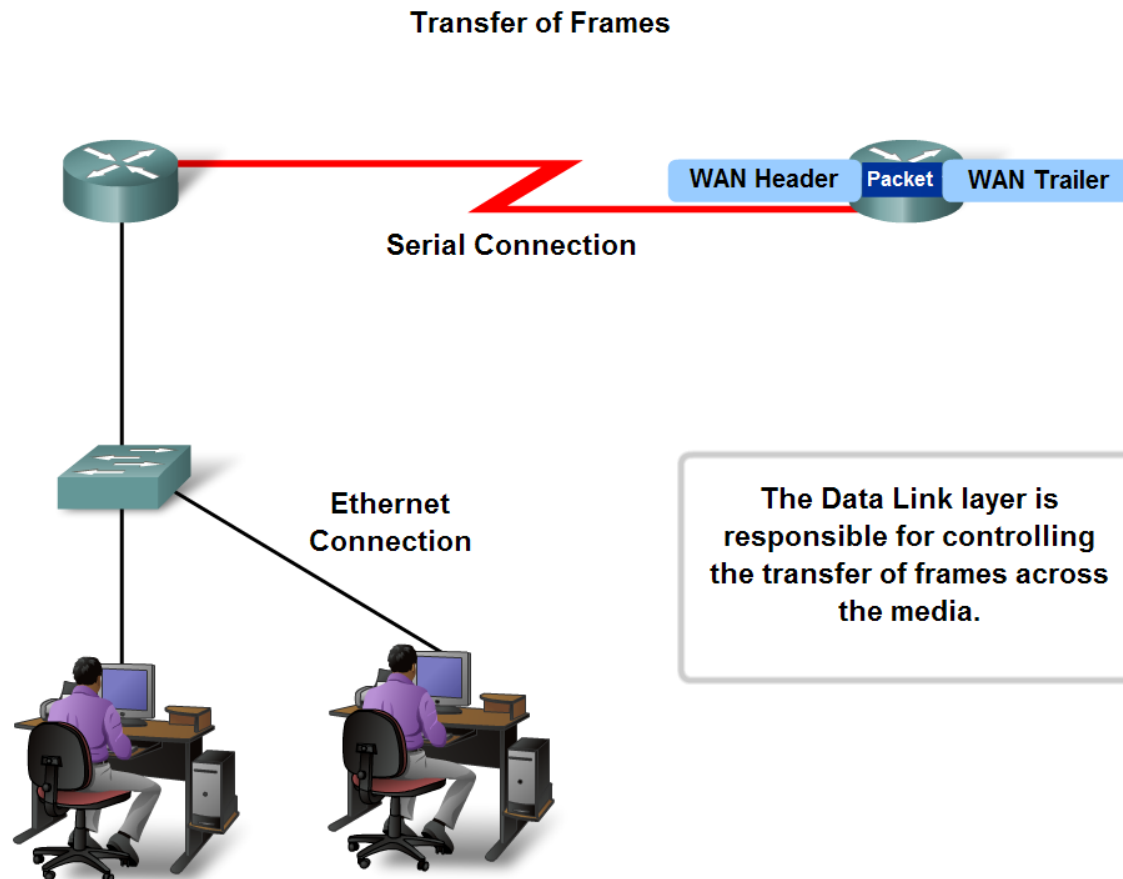 Transfer of Frames
WAN Header
Packet
WAN Trailer
Serial Connection
Ethernet
Connection
The Data Link layer is
responsible for controlling
the transfer of frames across
the media.